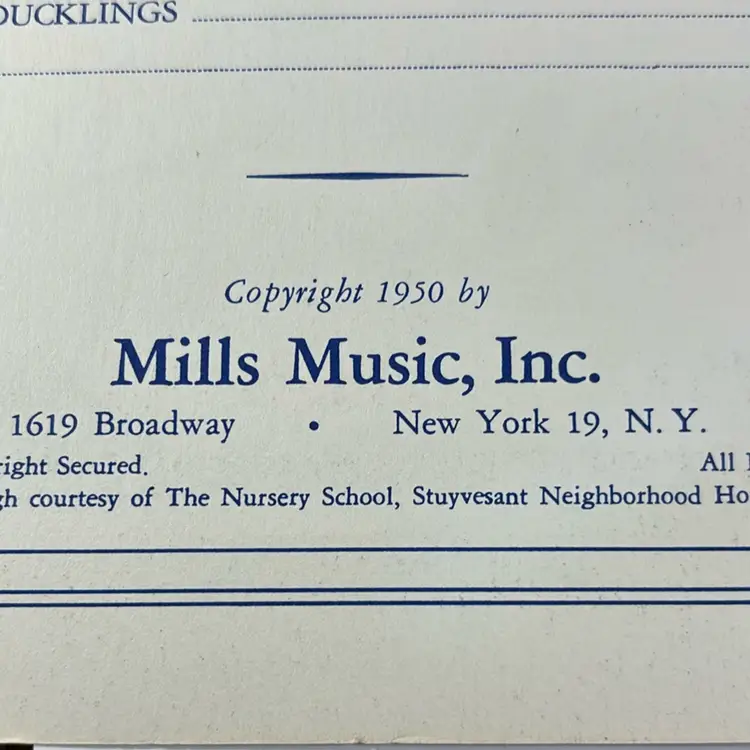 DUCKLINGS
Copyright 1950 by
Mills Music, Inc.
1619 Broadway • New York 19, N. Y.
right Secured. All
gh courtesy of The Nursery School, Stuyvesant Neighborhood Ho